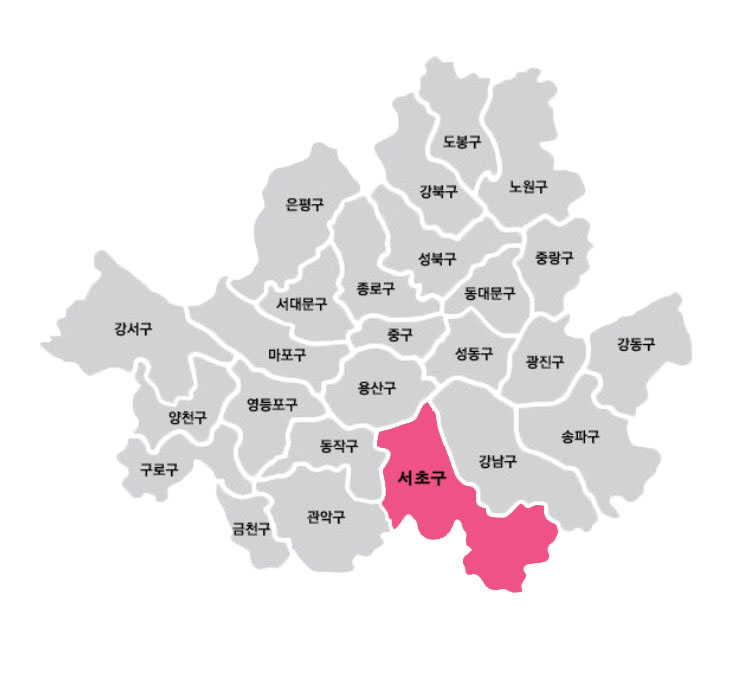 도봉구
노원구
강북구
은평구
성북구
중랑구
종로구
동대문구
서대문구
강서구
중구
강동구
마포구
성동구
광진구
용산구
영등포구
양천구
송파구
동작구
강남구
구로구
서초구
관악구
금천구